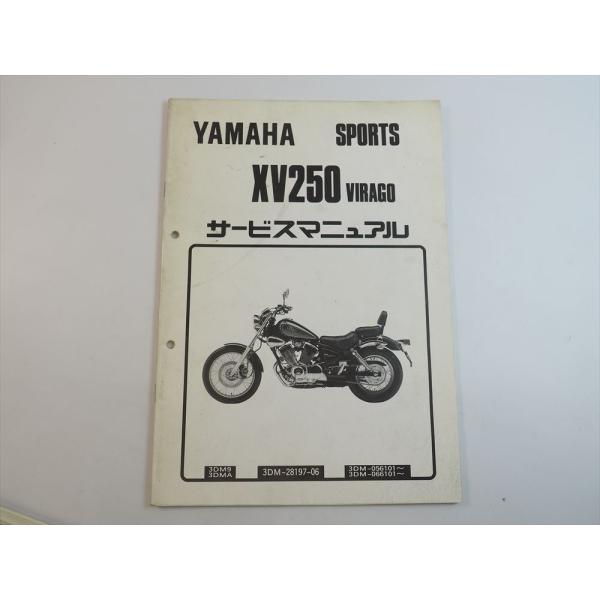 YAMAHA SPORTS
XV250 VIRAGO
サービスマニュアル
3DM9
3DMA
3DM-28197-06
3DM-056101～
3DM-066101～